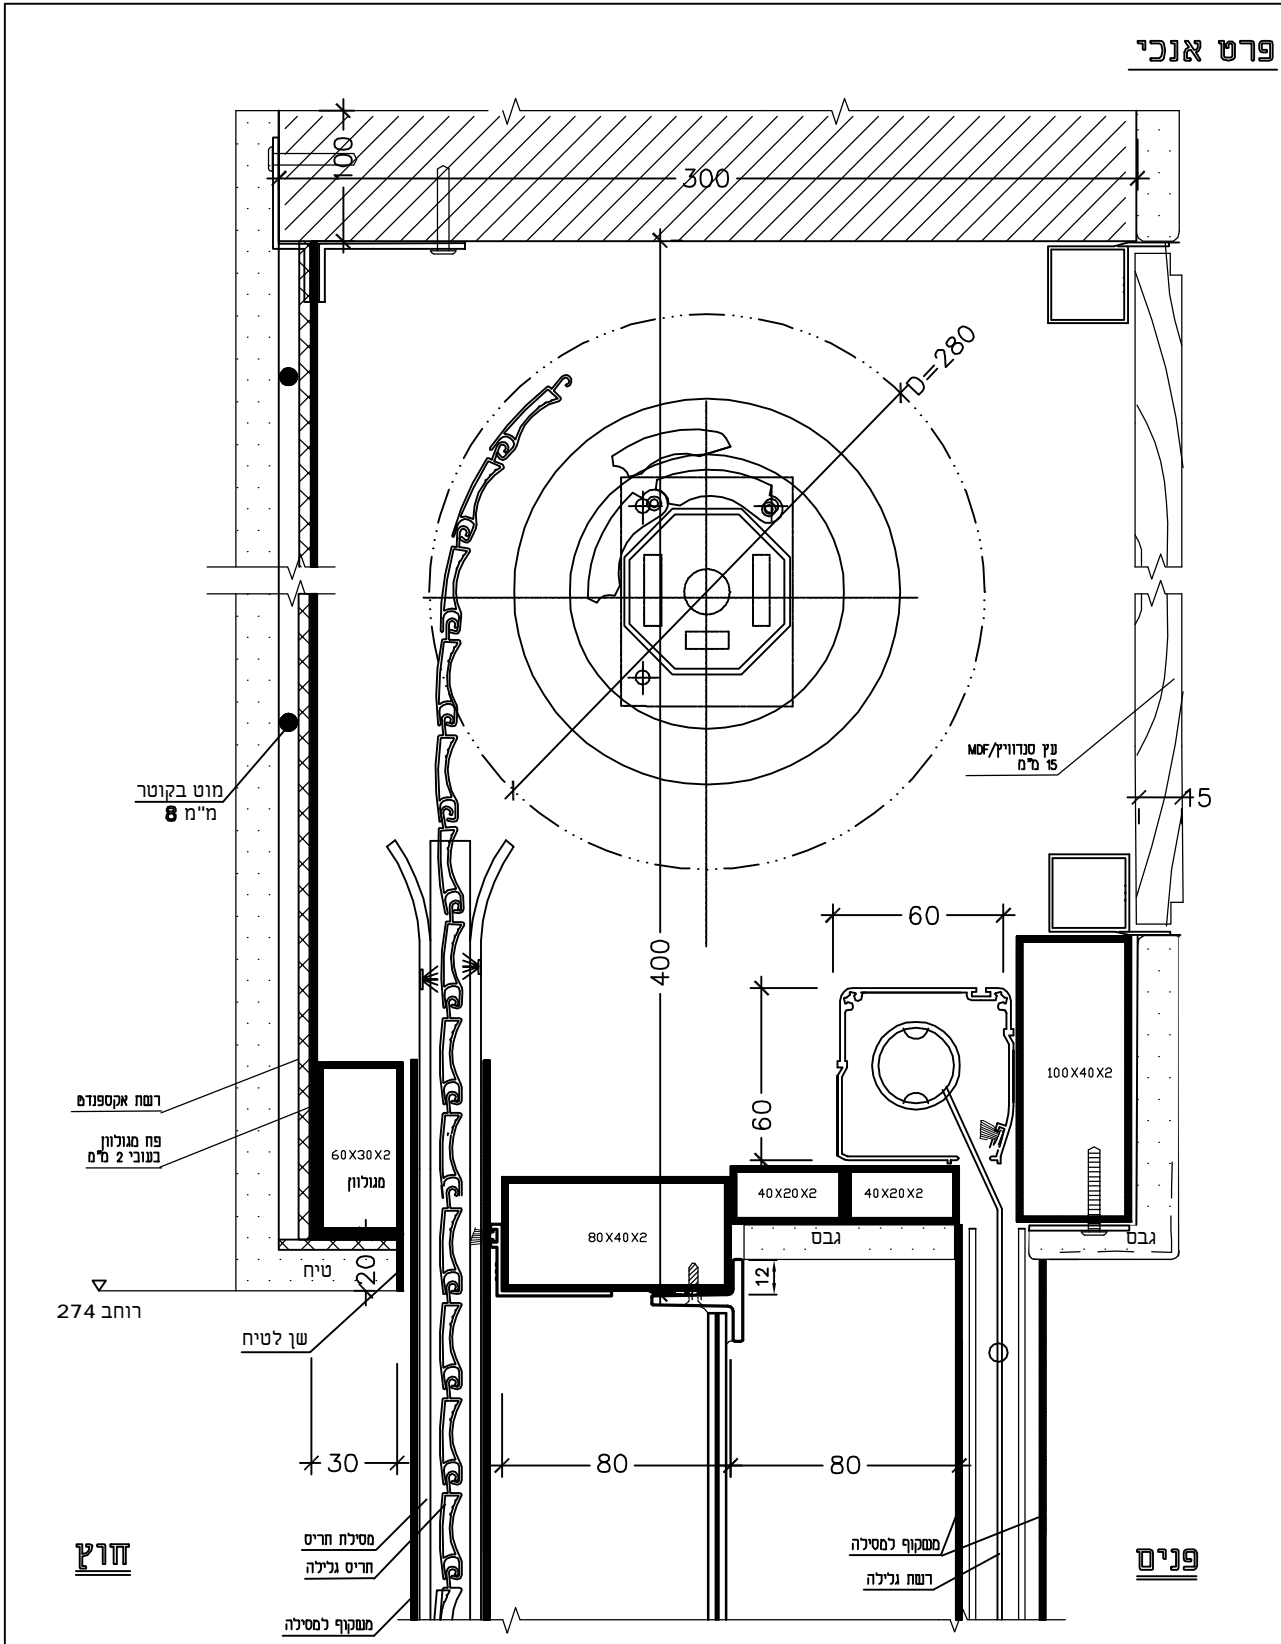 פרט אנכי
100
300
D=280
עץ סנדוויץ/MDF
15 מ"מ
15
מוט בקוטר
8 מ"מ
60
400
60
100X40X2
רשת אקספנדט
פח מגולוון
בעובי 2 מ"מ
60X30X2
מגולוון
40X20X2
40X20X2
80X40X2
גבס
גבס
טיח
20
12
רוחב 274
שן לטיח
30
80
80
מסילת תריס
תריס גלילה
משקוף למסילה
משקוף למסילה
רשת גלילה
חוץ
פנים